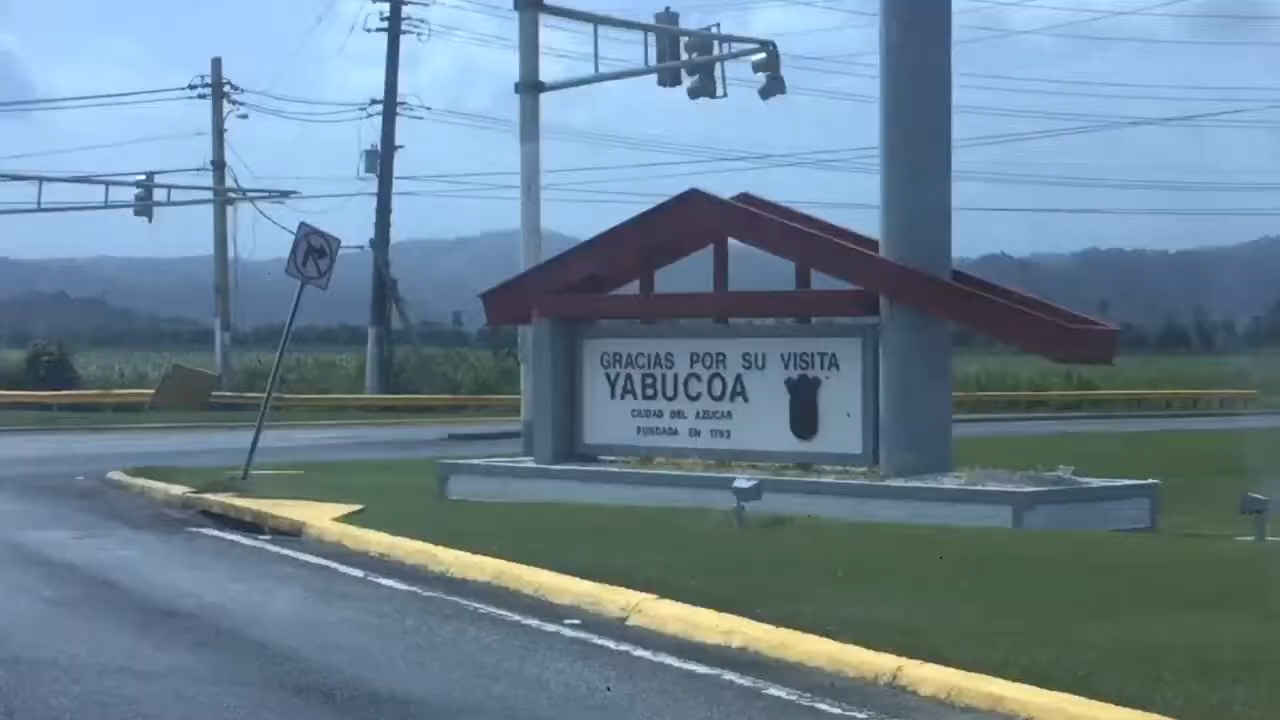 GRACIAS POR SU VISITA
YABUCOA
CIUDAD DEL AZUCAR
FUNDADA EN 1793